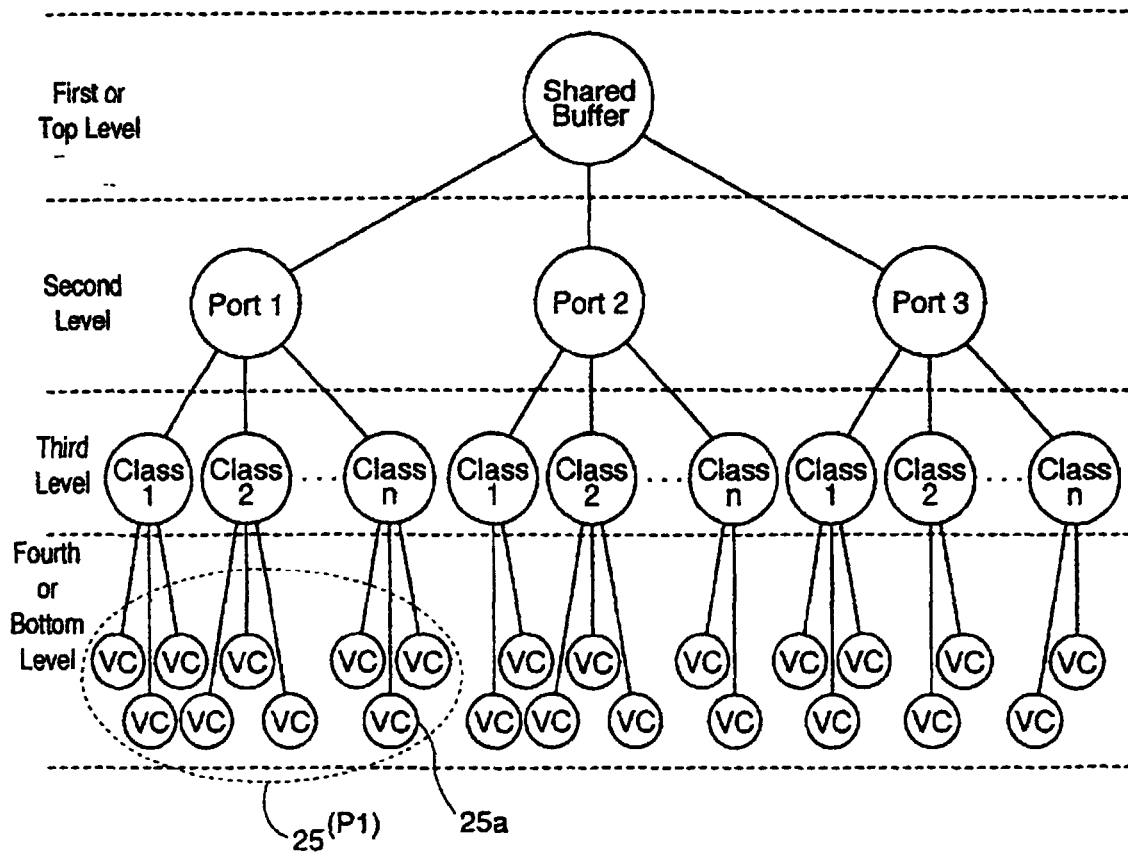 First or
Top Level
Shared
Buffer
Second
Level
Port 1
Port 2
Port 3
Third
Level
Class
1
Class
2
...
Class
n
Class
1
Class
2
...
Class
n
Class
1
Class
2
...
Class
n
Fourth
or
Bottom
Level
VC VC VC VC VC VC VC VC VC VC VC VC VC
VC VC VC VC VC VC VC VC VC VC VC
25(P1)
25a